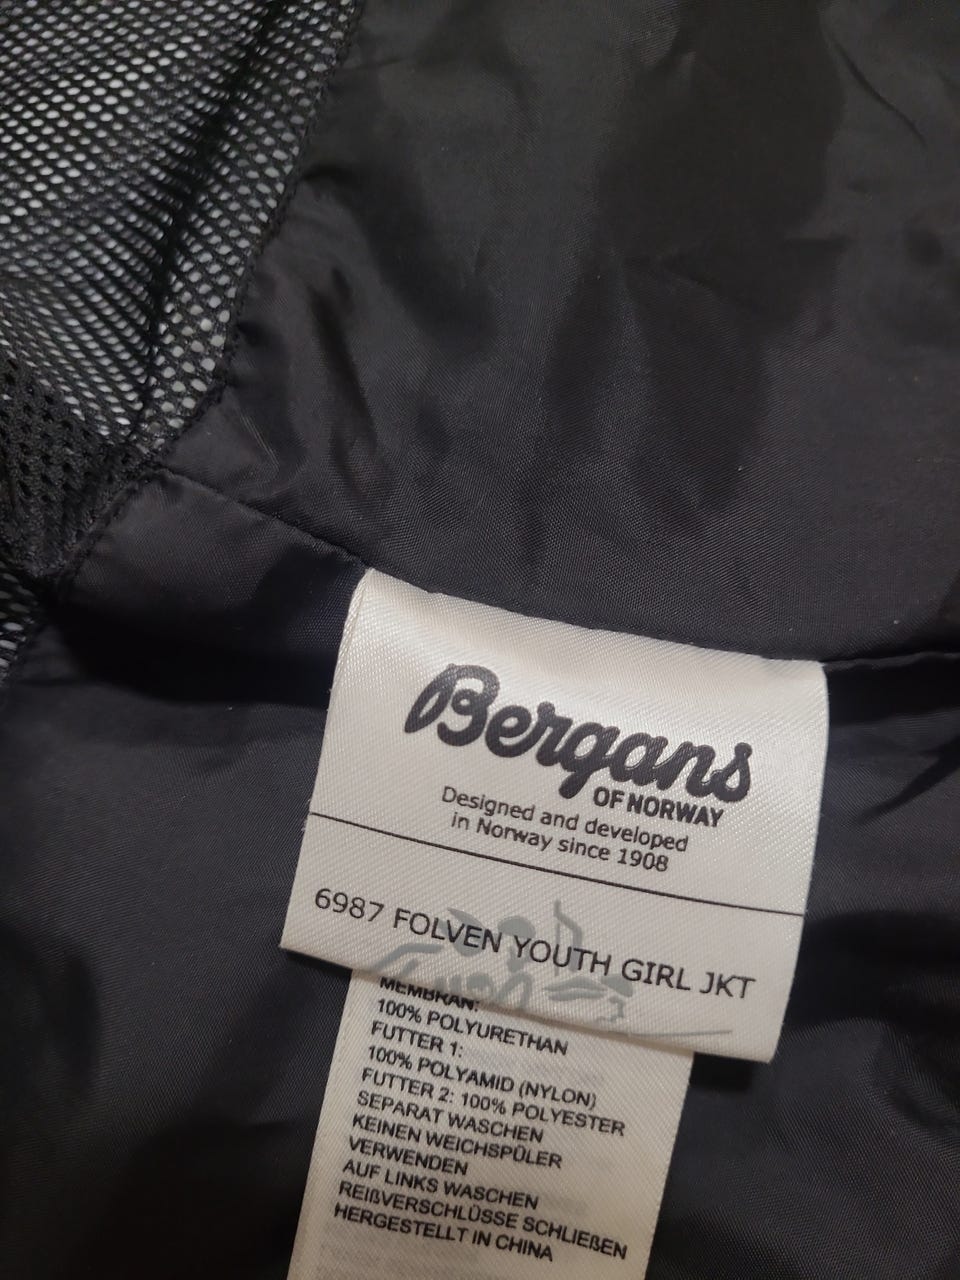 Bergans
OF NORWAY
Designed and developed
in Norway since 1908
6987 FOLVEN YOUTH GIRL JKT
MEMBRAN:
100% POLYURETHAN
FUTTER 1:
100% POLYAMID (NYLON)
FUTTER 2: 100% POLYESTER
SEPARAT WASCHEN
KEINEN WEICHSPÜLER
VERWENDEN
AUF LINKS WASCHEN
REIßVERSCHLÜSSE SCHLIEßEN
HERGESTELLT IN CHINA